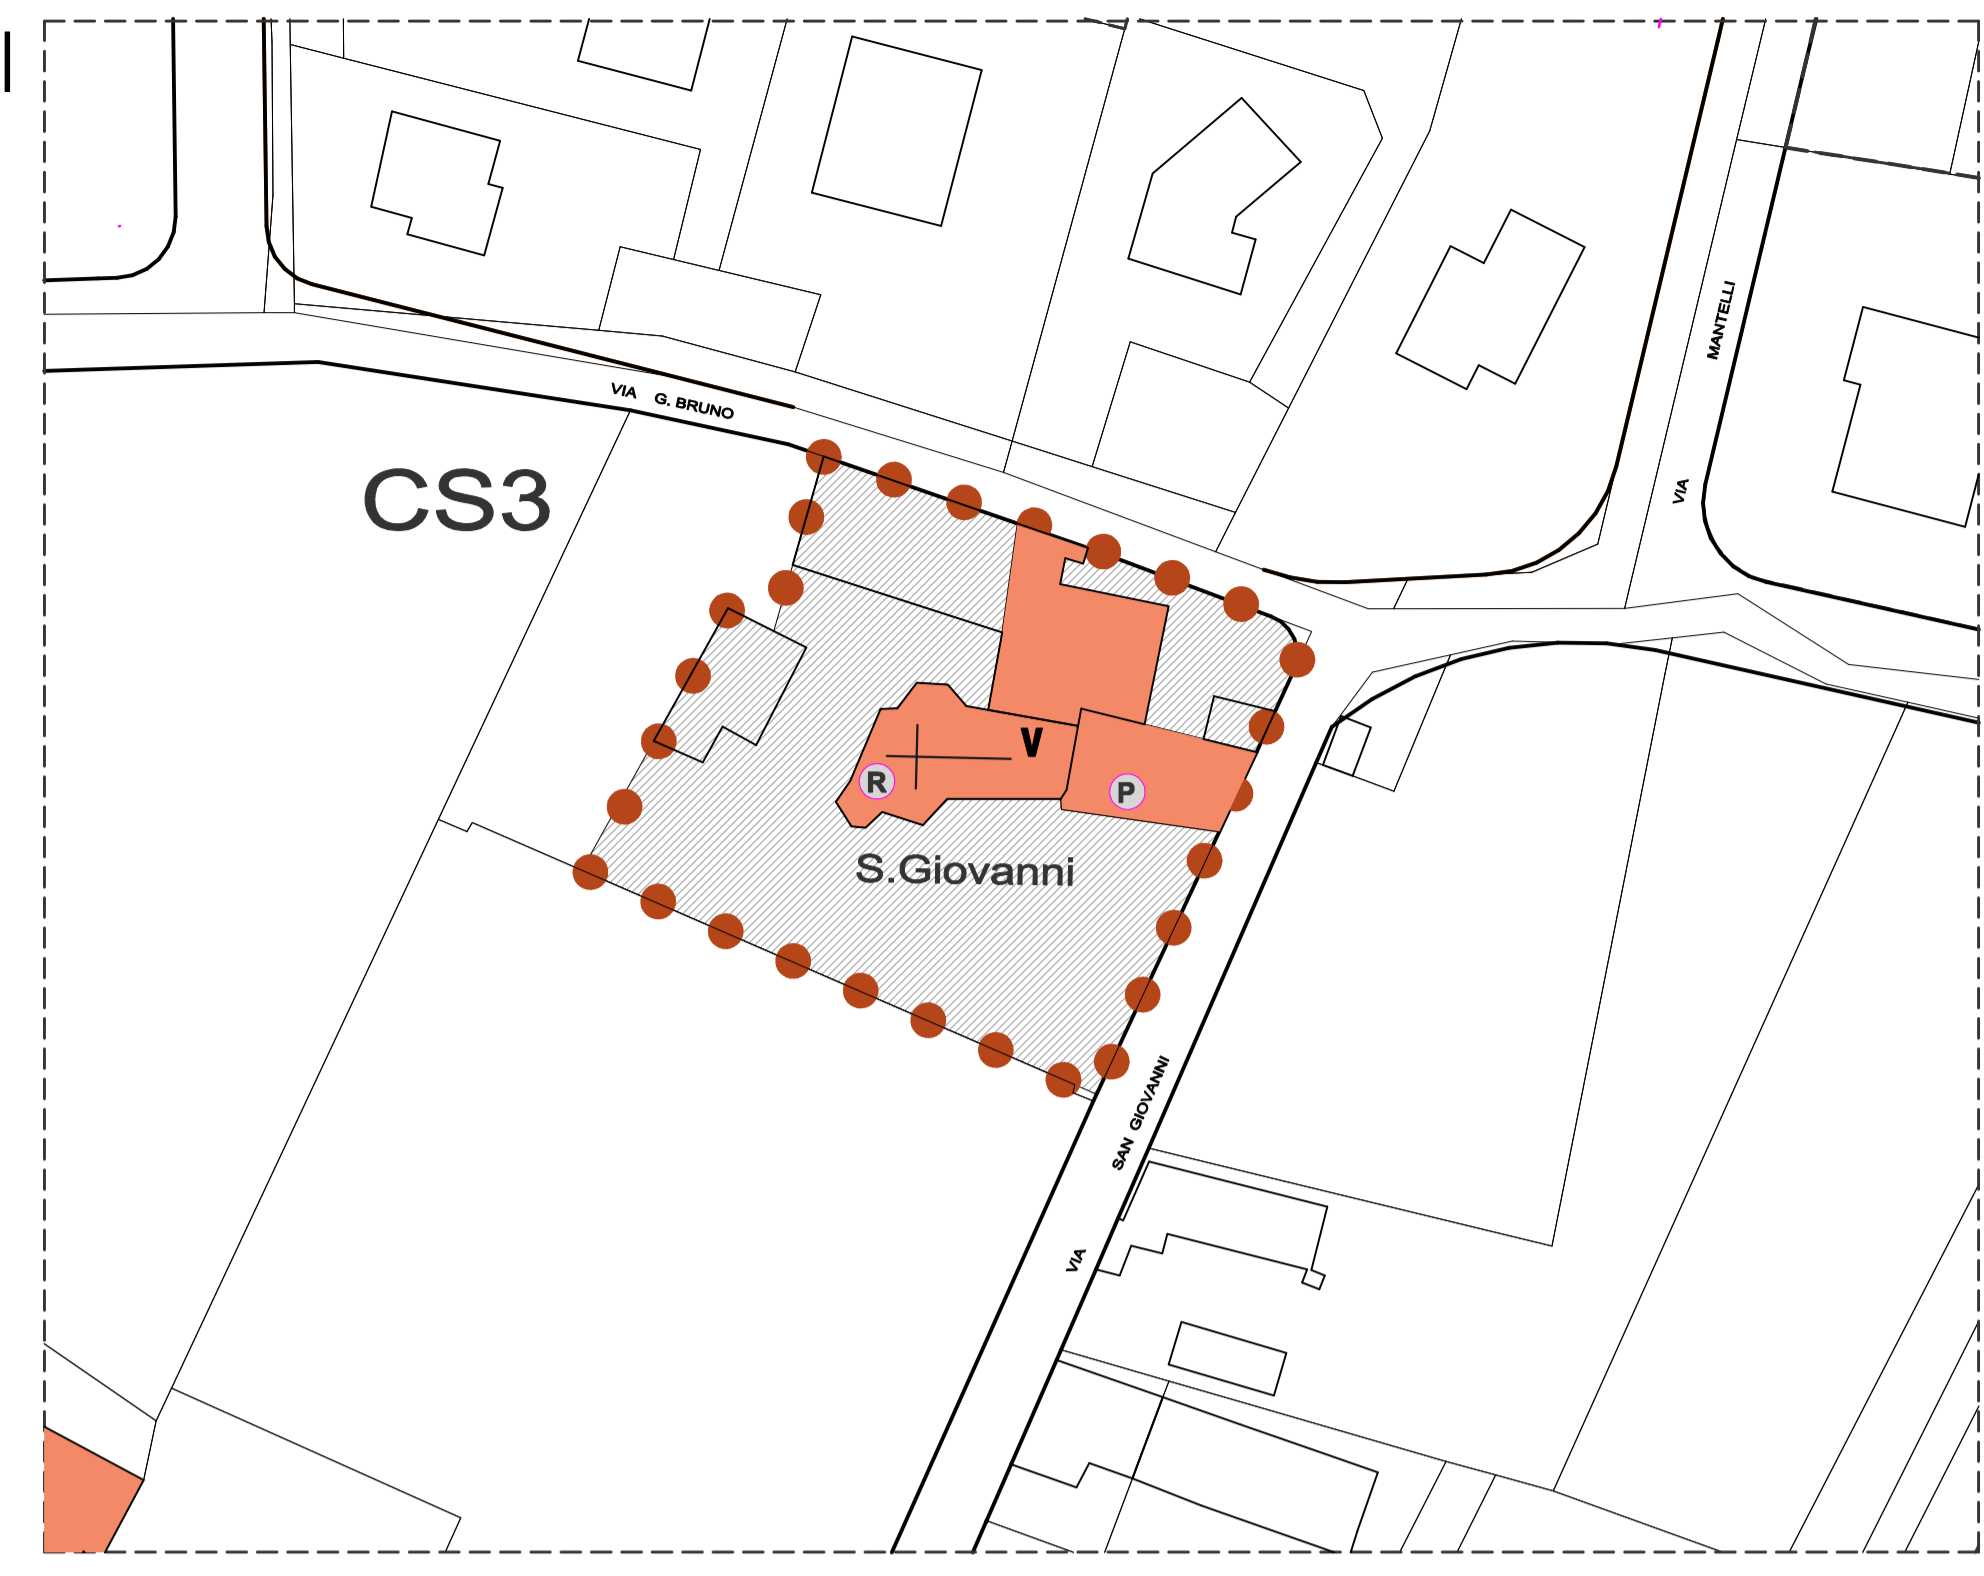 MANTELLI
VIA G. BRUNO
VIA
CS3
V
R
P
S.Giovanni
SAN GIOVANNI
VIA